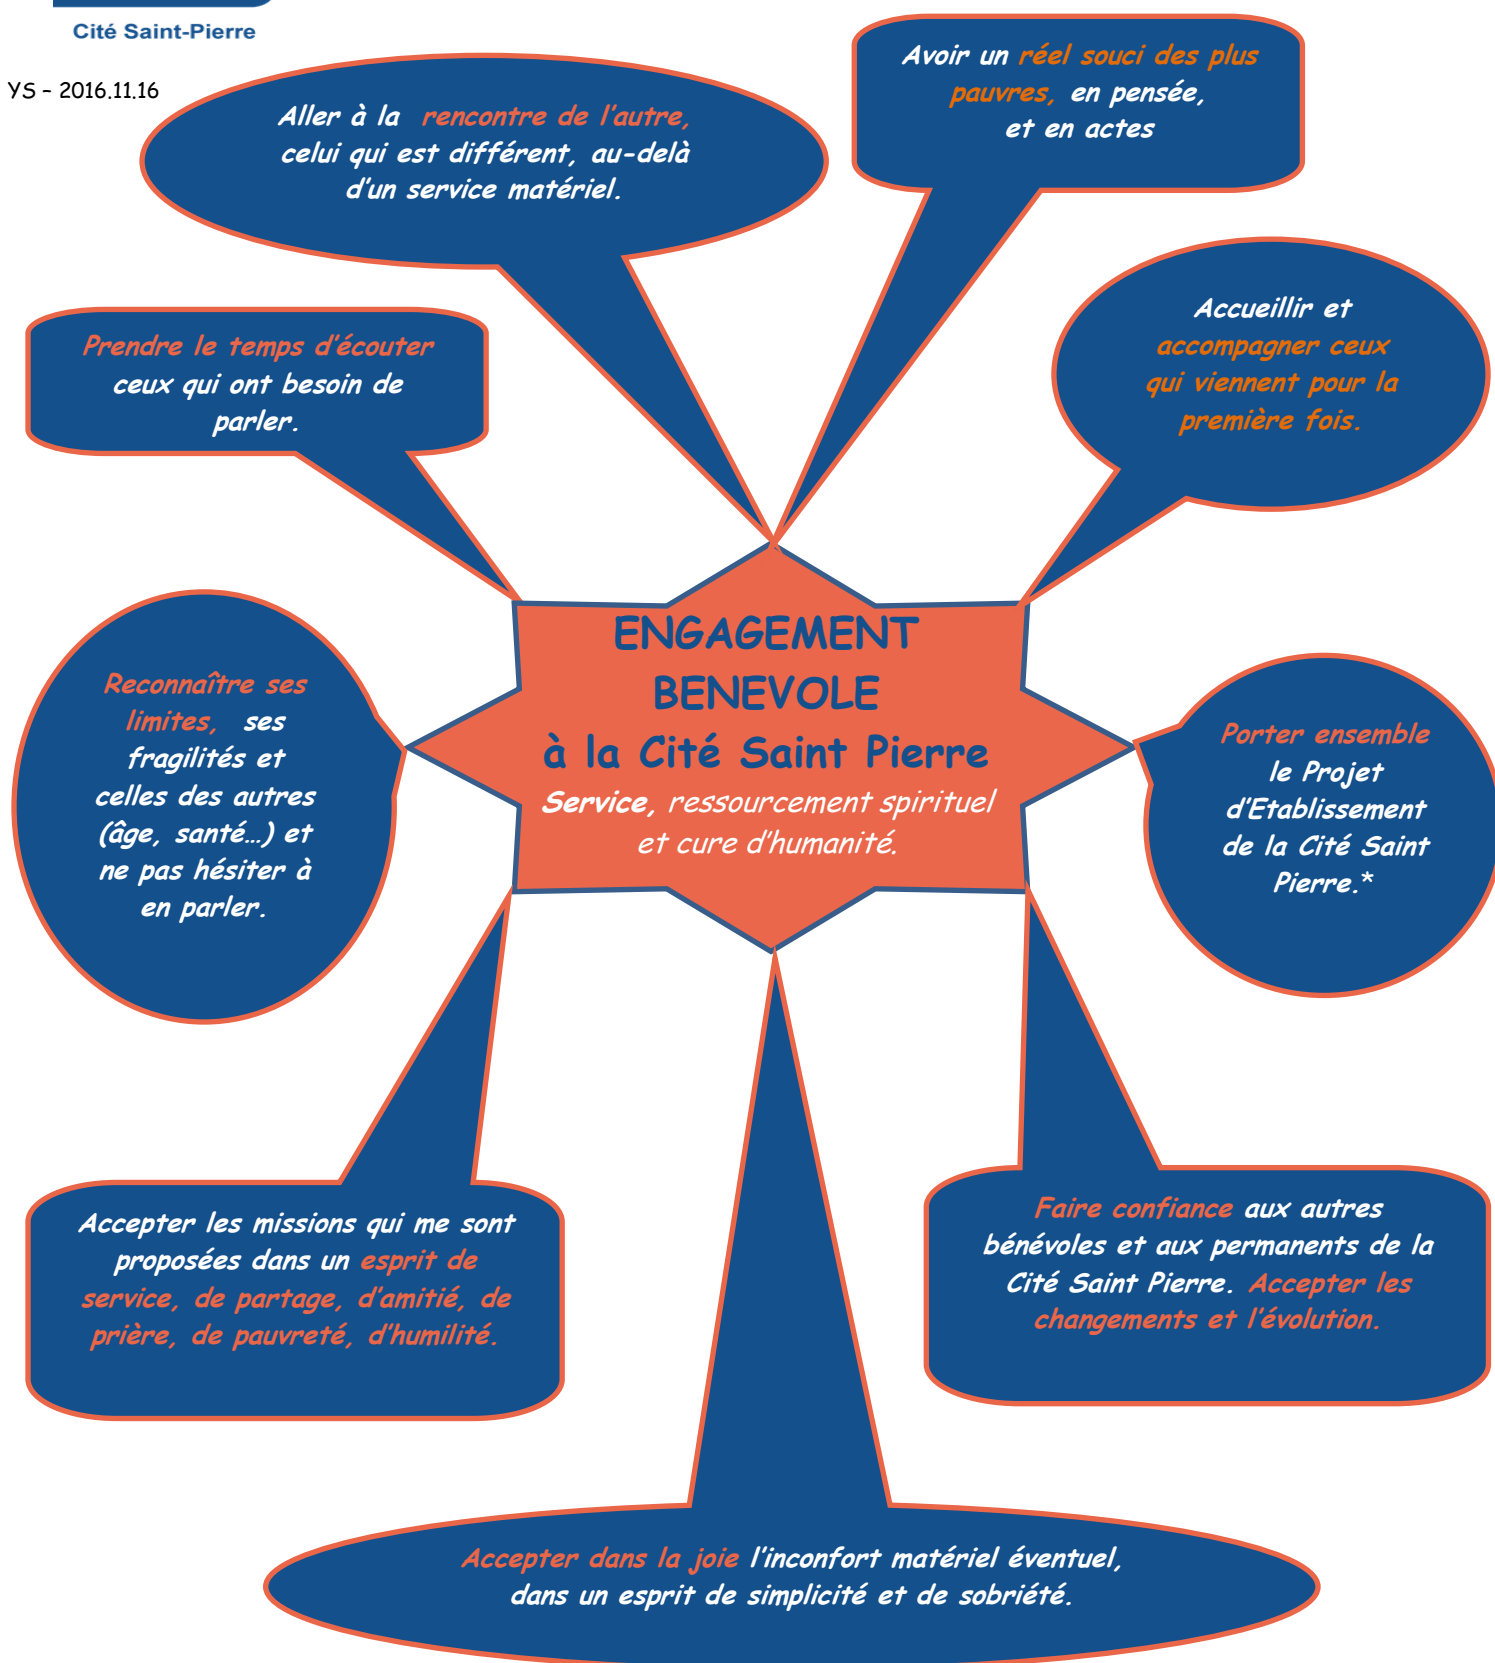 Cité Saint-Pierre
YS – 2016.11.16
Aller à la rencontre de l'autre,
celui qui est différent, au-delà
d'un service matériel.
Avoir un réel souci des plus
pauvres, en pensée,
et en actes
Prendre le temps d'écouter
ceux qui ont besoin de
parler.
Accueillir et
accompagner ceux
qui viennent pour la
première fois.
ENGAGEMENT
BENEVOLE
à la Cité Saint Pierre
Service, ressourcement spirituel
et cure d'humanité.
Reconnaître ses
limites, ses
fragilités et
celles des autres
(âge, santé…) et
ne pas hésiter à
en parler.
Porter ensemble
le Projet
d'Etablissement
de la Cité Saint
Pierre.*
Accepter les missions qui me sont
proposées dans un esprit de
service, de partage, d'amitié, de
prière, de pauvreté, d'humilité.
Faire confiance aux autres
bénévoles et aux permanents de la
Cité Saint Pierre. Accepter les
changements et l'évolution.
Accepter dans la joie l'inconfort matériel éventuel,
dans un esprit de simplicité et de sobriété.